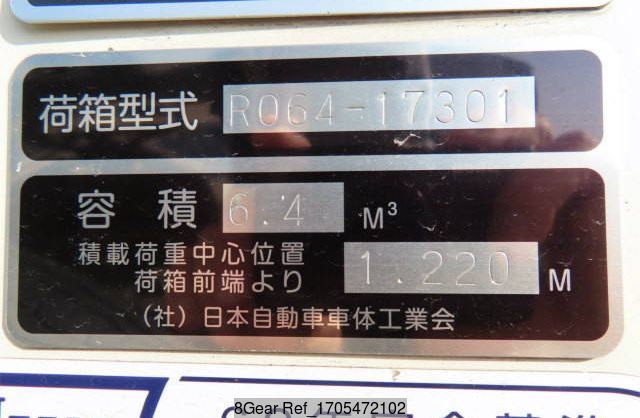 荷箱型式 R064-17301
容 積 6.4 M³
積載荷重中心位置
荷箱前端より 1.220 M
(社)日本自動車車体工業会
8Gear Ref_1705472102